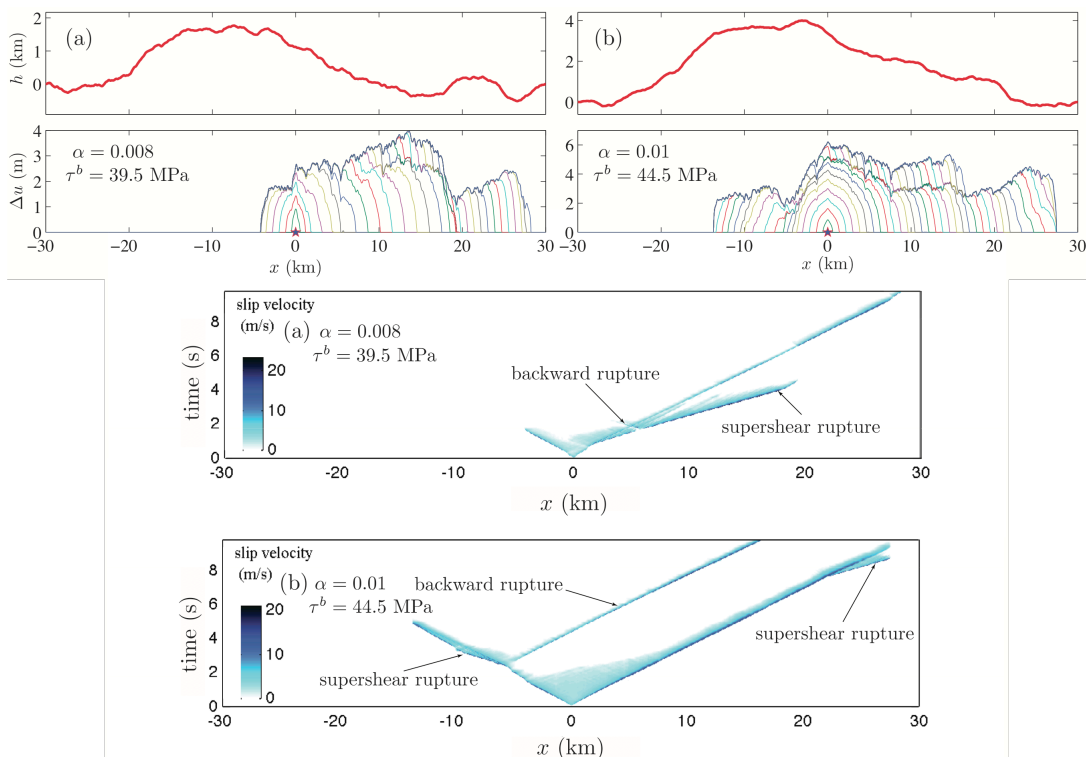 (a)
h (km)
2
1
0
(b)
4
2
0
α = 0.008
τᵇ = 39.5 MPa
Δu (m)
4
3
2
1
0
−30 −20 −10 0 10 20 30
x (km)
α = 0.01
τᵇ = 44.5 MPa
6
4
2
0
−30 −20 −10 0 10 20 30
x (km)
slip velocity
(m/s)
(a) α = 0.008
τᵇ = 39.5 MPa
20
10
0
backward rupture
supershear rupture
time (s)
8
6
4
2
0
-30 -20 -10 0 10 20 30
x (km)
slip velocity
(m/s)
(b) α = 0.01
τᵇ = 44.5 MPa
20
10
0
backward rupture
supershear rupture
supershear rupture
time (s)
8
6
4
2
0
-30 -20 -10 0 10 20 30
x (km)